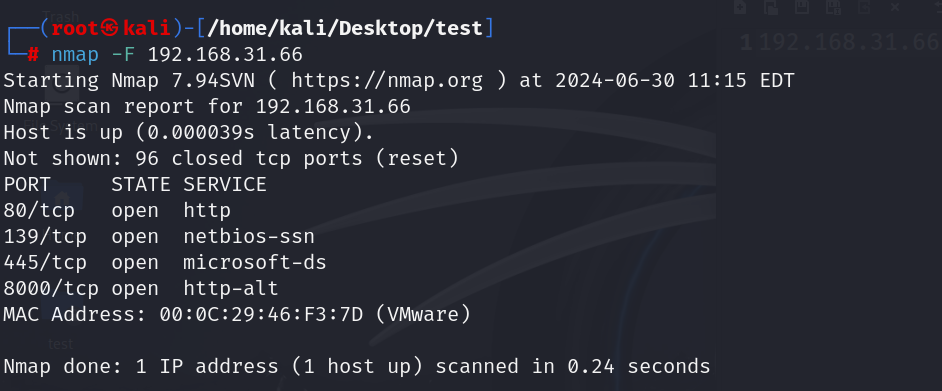 ┌──(root㉿kali)-[/home/kali/Desktop/test]
└─# nmap -F 192.168.31.66
Starting Nmap 7.94SVN ( https://nmap.org ) at 2024-06-30 11:15 EDT
Nmap scan report for 192.168.31.66
Host is up (0.000039s latency).
Not shown: 96 closed tcp ports (reset)
PORT     STATE SERVICE
80/tcp   open  http
139/tcp  open  netbios-ssn
445/tcp  open  microsoft-ds
8000/tcp open  http-alt
MAC Address: 00:0C:29:46:F3:7D (VMware)
Nmap done: 1 IP address (1 host up) scanned in 0.24 seconds
Trash
File System
test
1 192.168.31.66